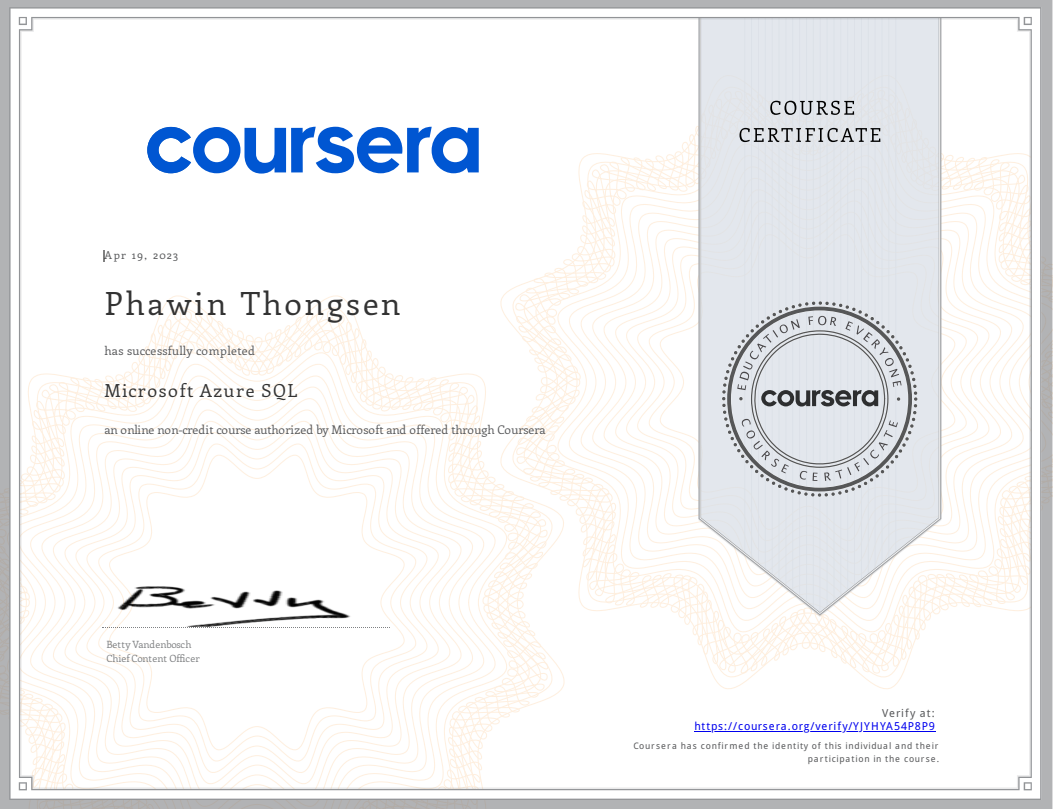 coursera
COURSE
CERTIFICATE
Apr 19, 2023
Phawin Thongsen
has successfully completed
Microsoft Azure SQL
an online non-credit course authorized by Microsoft and offered through Coursera
EDUCATION FOR EVERYONE
coursera
COURSE CERTIFICATE
Betty
Betty Vandenbosch
Chief Content Officer
Verify at:
https://coursera.org/verify/YJYHYA54P8P9
Coursera has confirmed the identity of this individual and their
participation in the course.